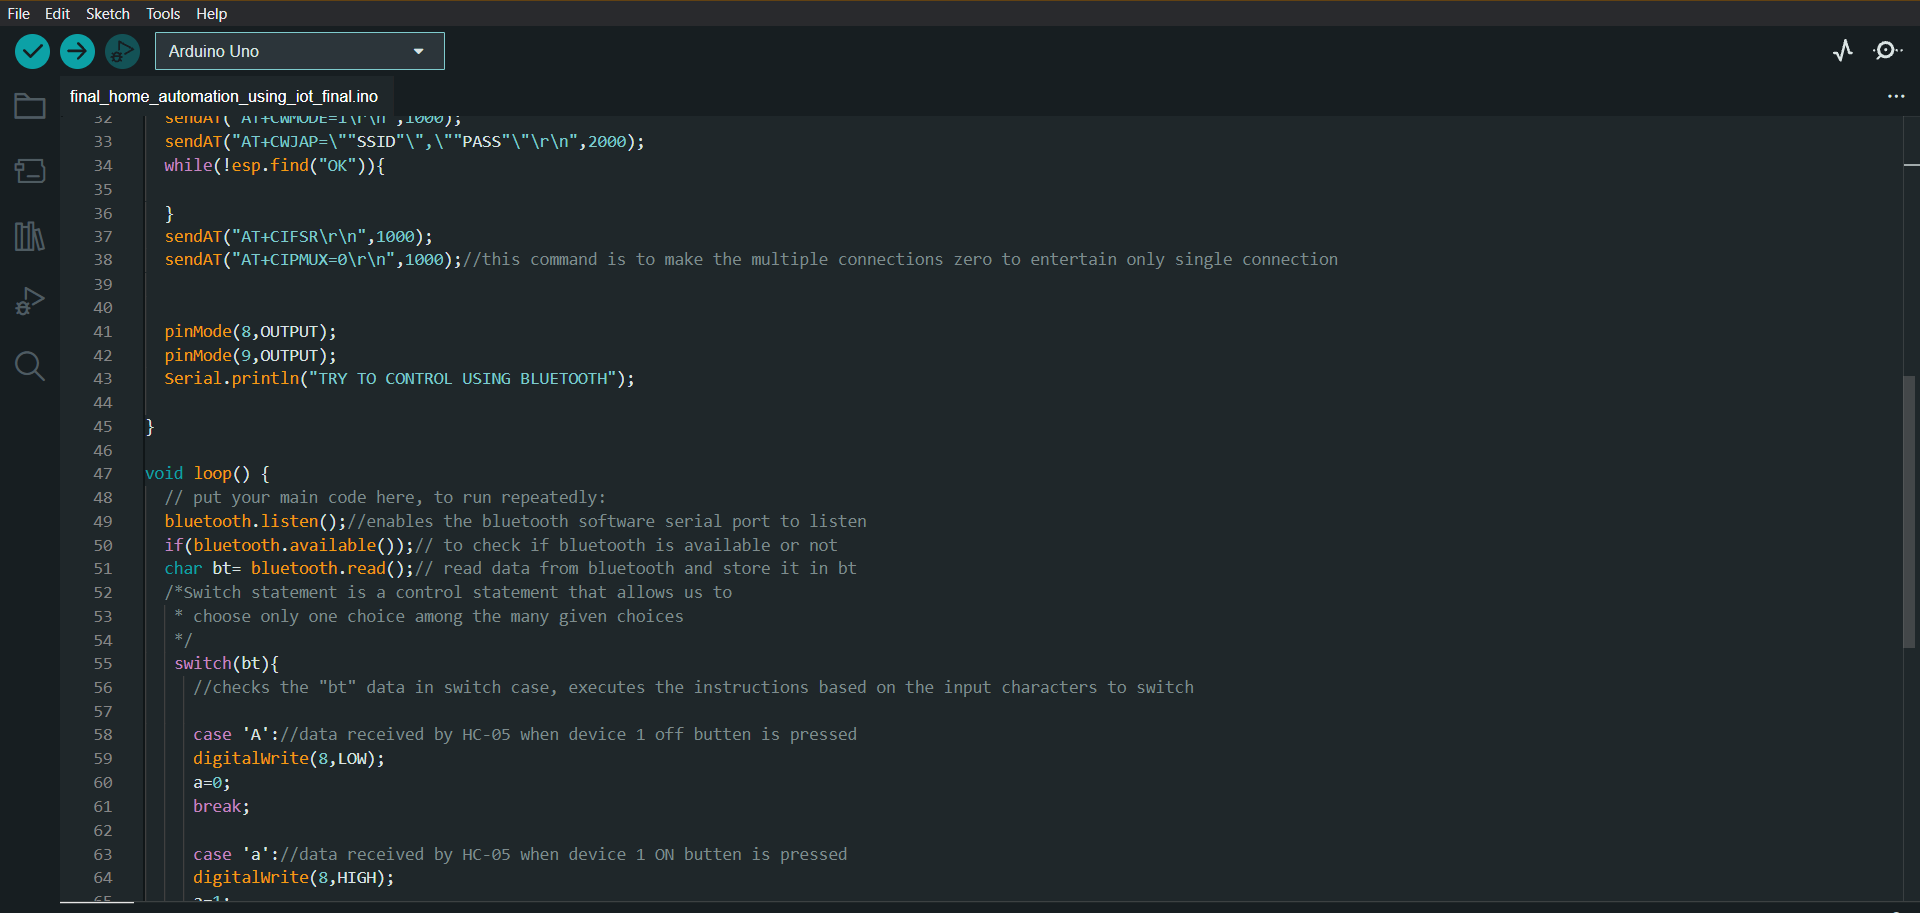 File Edit Sketch Tools Help
Arduino Uno
final_home_automation_using_iot_final.ino
32 sendAT("AT+CWMODE=1\r\n",1000);
33 sendAT("AT+CWJAP=\""SSID"\",\""PASS"\"\r\n",2000);
34 while(!esp.find("OK")){
35
36 }
37 sendAT("AT+CIFSR\r\n",1000);
38 sendAT("AT+CIPMUX=0\r\n",1000);//this command is to make the multiple connections zero to entertain only single connection
39
40
41 pinMode(8,OUTPUT);
42 pinMode(9,OUTPUT);
43 Serial.println("TRY TO CONTROL USING BLUETOOTH");
44
45 }
46
47 void loop() {
48 // put your main code here, to run repeatedly:
49 bluetooth.listen();//enables the bluetooth software serial port to listen
50 if(bluetooth.available());// to check if bluetooth is available or not
51 char bt= bluetooth.read();// read data from bluetooth and store it in bt
52 /*Switch statement is a control statement that allows us to
53 * choose only one choice among the many given choices
54 */
55 switch(bt){
56 //checks the "bt" data in switch case, executes the instructions based on the input characters to switch
57
58 case 'A'://data received by HC-05 when device 1 off butten is pressed
59 digitalWrite(8,LOW);
60 a=0;
61 break;
62
63 case 'a'://data received by HC-05 when device 1 ON butten is pressed
64 digitalWrite(8,HIGH);
65 a=1;